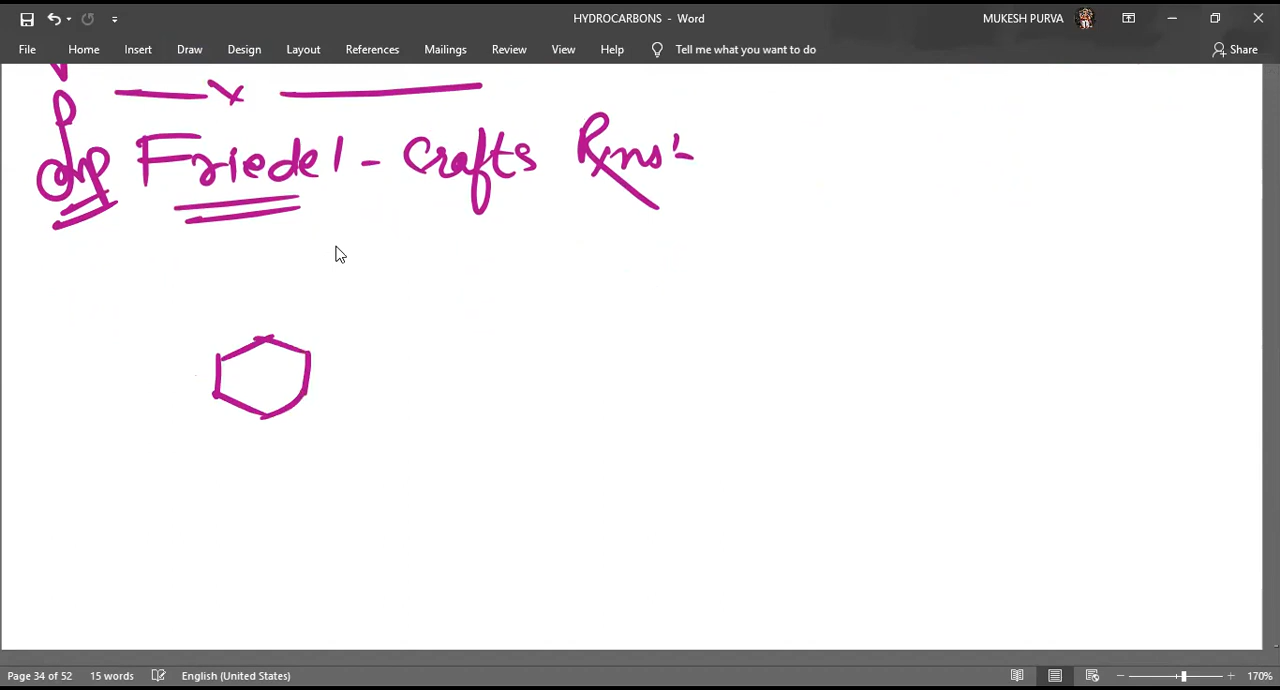 HYDROCARBONS - Word
MUKESH PURVA
File Home Insert Draw Design Layout References Mailings Review View Help Tell me what you want to do Share
Imp Friedel - Crafts Rxns:-
Page 34 of 52 15 words English (United States) 170%